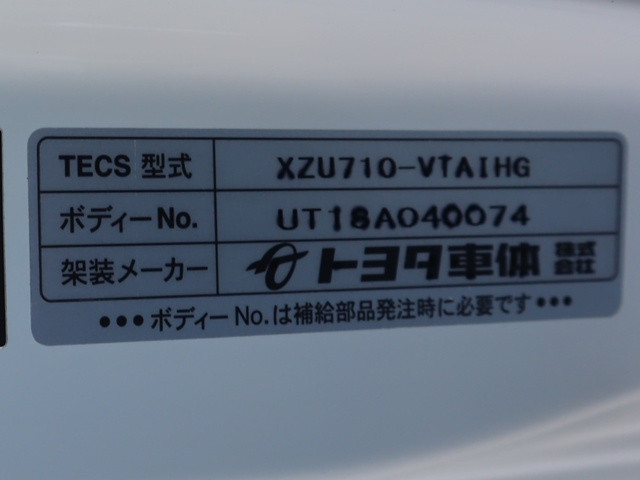 TECS 型式 XZU710-VTAIHG
ボディーNo. UT18A040074
架装メーカー トヨタ車体 株式会社
●●●ボディーNo.は補給部品発注時に必要です●●●